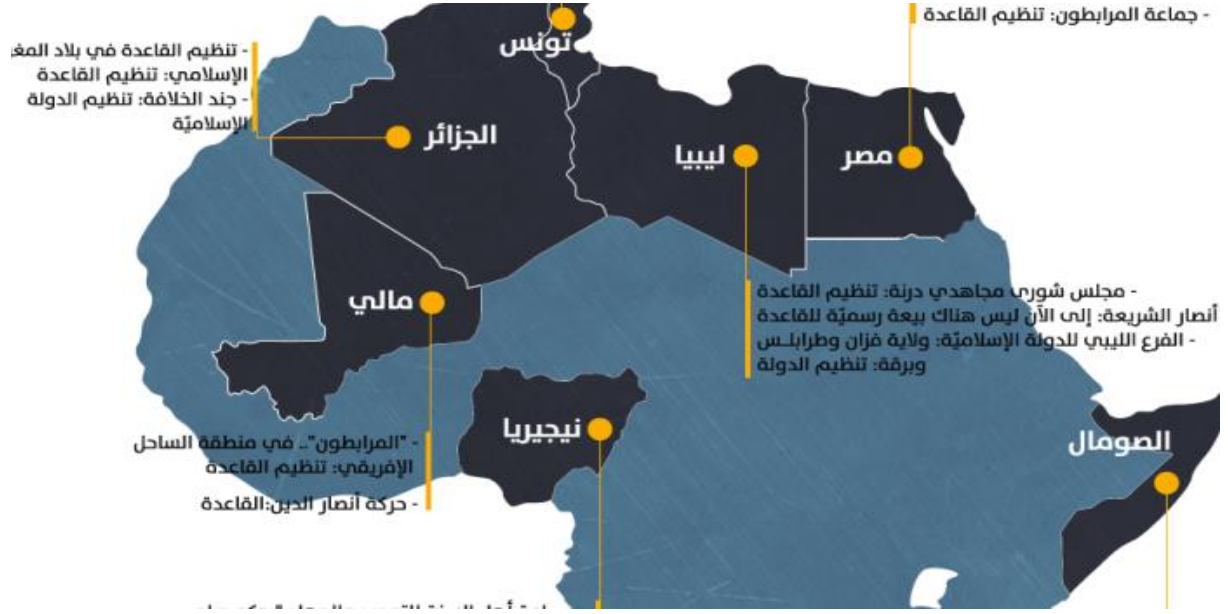 - جماعة المرابطون: تنظيم القاعدة
تونس
- تنظيم القاعدة في بلاد
الإسلامي: تنظيم القاعدة
- جند الخلافة: تنظيم الدولة
الإسلاميّة
الجزائر
ليبيا
مصر
- مجلس شورى مجاهدي درنة: تنظيم القاعدة
أنصار الشريعة: إلى الآن ليس هناك بيعة رسميّة للقاعدة
- الفرع الليبي للدولة الإسلاميّة: ولاية فزان وطرابلس
وبرقة: تنظيم الدولة
مالي
نيجيريا
الصومال
- "المرابطون".. في منطقة الساحل
الإفريقي: تنظيم القاعدة
- حركة أنصار الدين:القاعدة